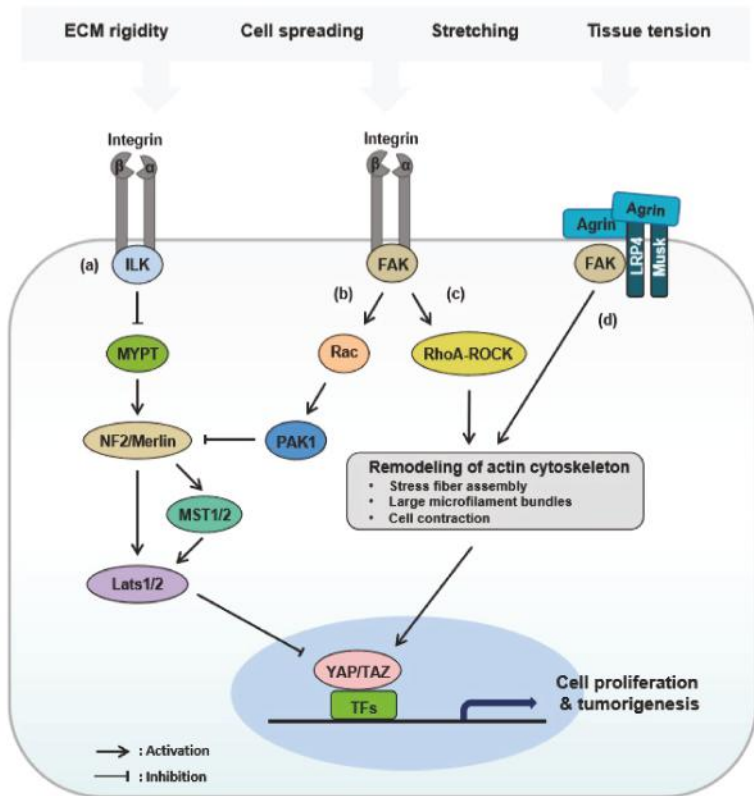 ECM rigidity Cell spreading Stretching Tissue tension
Integrin
β α
Integrin
β α
Agrin
Agrin
LRP4
Musk
(a)
ILK
FAK
FAK
(b)
(c)
(d)
MYPT
Rac
RhoA-ROCK
NF2/Merlin
PAK1
Remodeling of actin cytoskeleton
• Stress fiber assembly
• Large microfilament bundles
• Cell contraction
MST1/2
Lats1/2
YAP/TAZ
TFs
Cell proliferation
& tumorigenesis
: Activation
: Inhibition